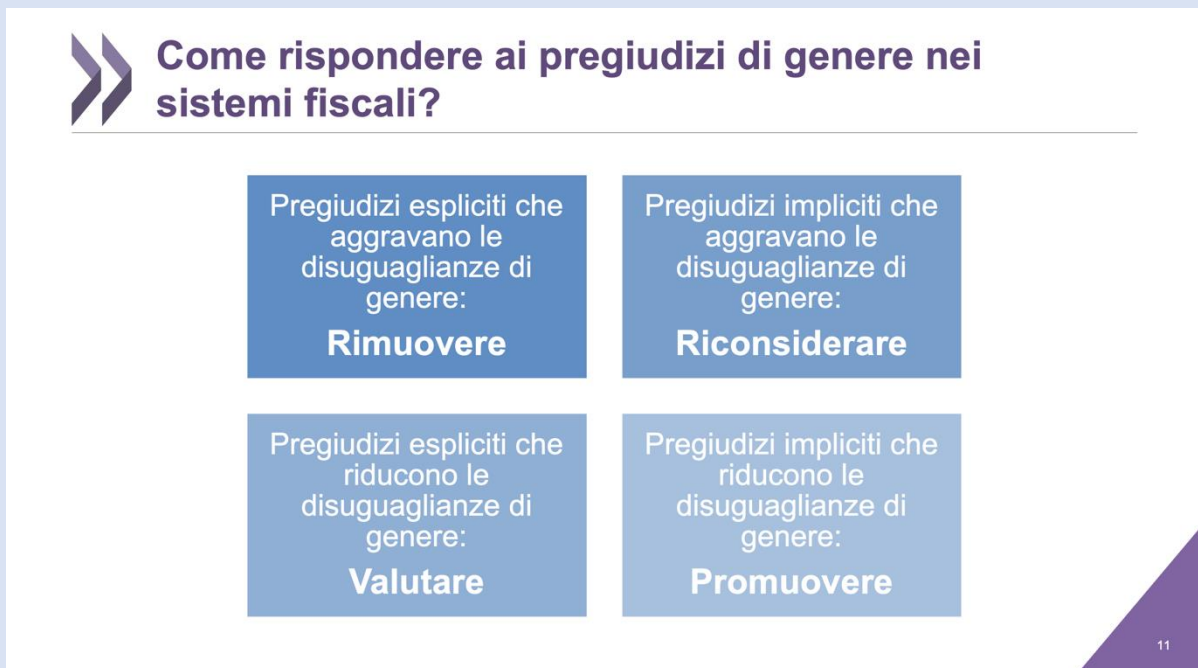 Come rispondere ai pregiudizi di genere nei
sistemi fiscali?
Pregiudizi espliciti che
aggravano le
disuguaglianze di
genere:
Rimuovere
Pregiudizi impliciti che
aggravano le
disuguaglianze di
genere:
Riconsiderare
Pregiudizi espliciti che
riducono le
disuguaglianze di
genere:
Valutare
Pregiudizi impliciti che
riducono le
disuguaglianze di
genere:
Promuovere
11